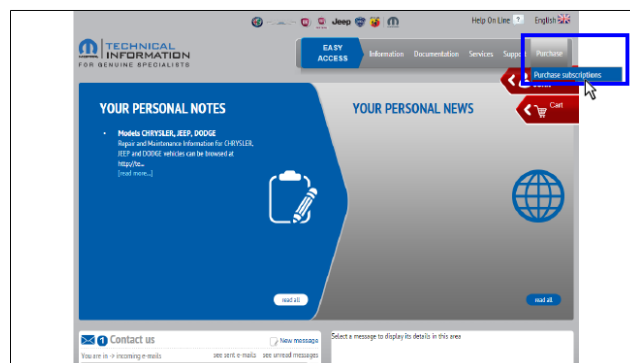 Jeep
Help On Line ?
English
TECHNICAL
INFORMATION
FOR GENUINE SPECIALISTS
EASY
ACCESS
Information
Documentation
Services
Support
Purchase
Purchase subscriptions
Cart
YOUR PERSONAL NOTES
Models CHRYSLER, JEEP, DODGE
Repair and Maintenance Information for CHRYSLER,
JEEP and DODGE vehicles can be browsed at
http://te...
[read more...]
read all
YOUR PERSONAL NEWS
read all
1 Contact us
New message
You are in → incoming e-mails
see sent e-mails
see unread messages
Select a message to display its details in this area